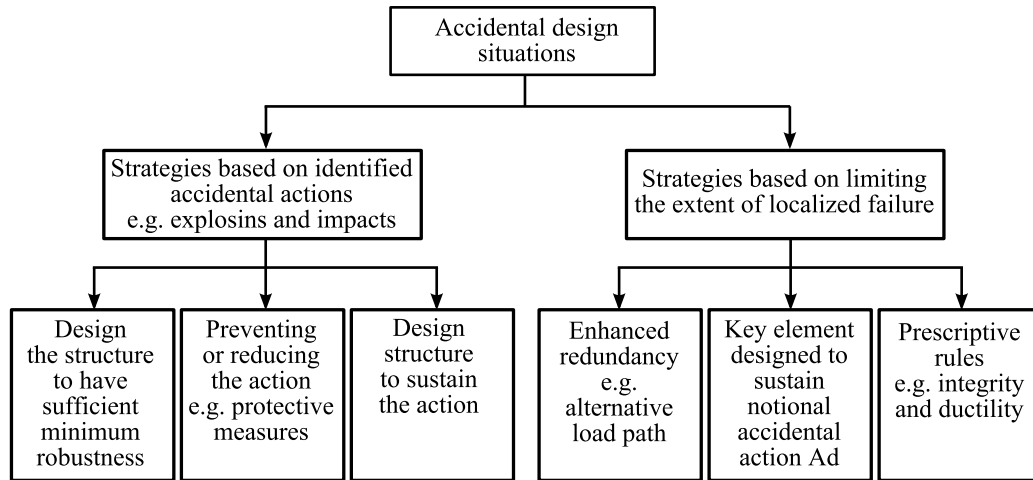 Accidental design
situations
Strategies based on identified
accidental actions
e.g. explosins and impacts
Strategies based on limiting
the extent of localized failure
Design
the structure
to have
sufficient
minimum
robustness
Preventing
or reducing
the action
e.g. protective
measures
Design
structure
to sustain
the action
Enhanced
redundancy
e.g.
alternative
load path
Key element
designed to
sustain
notional
accidental
action Ad
Prescriptive
rules
e.g. integrity
and ductility